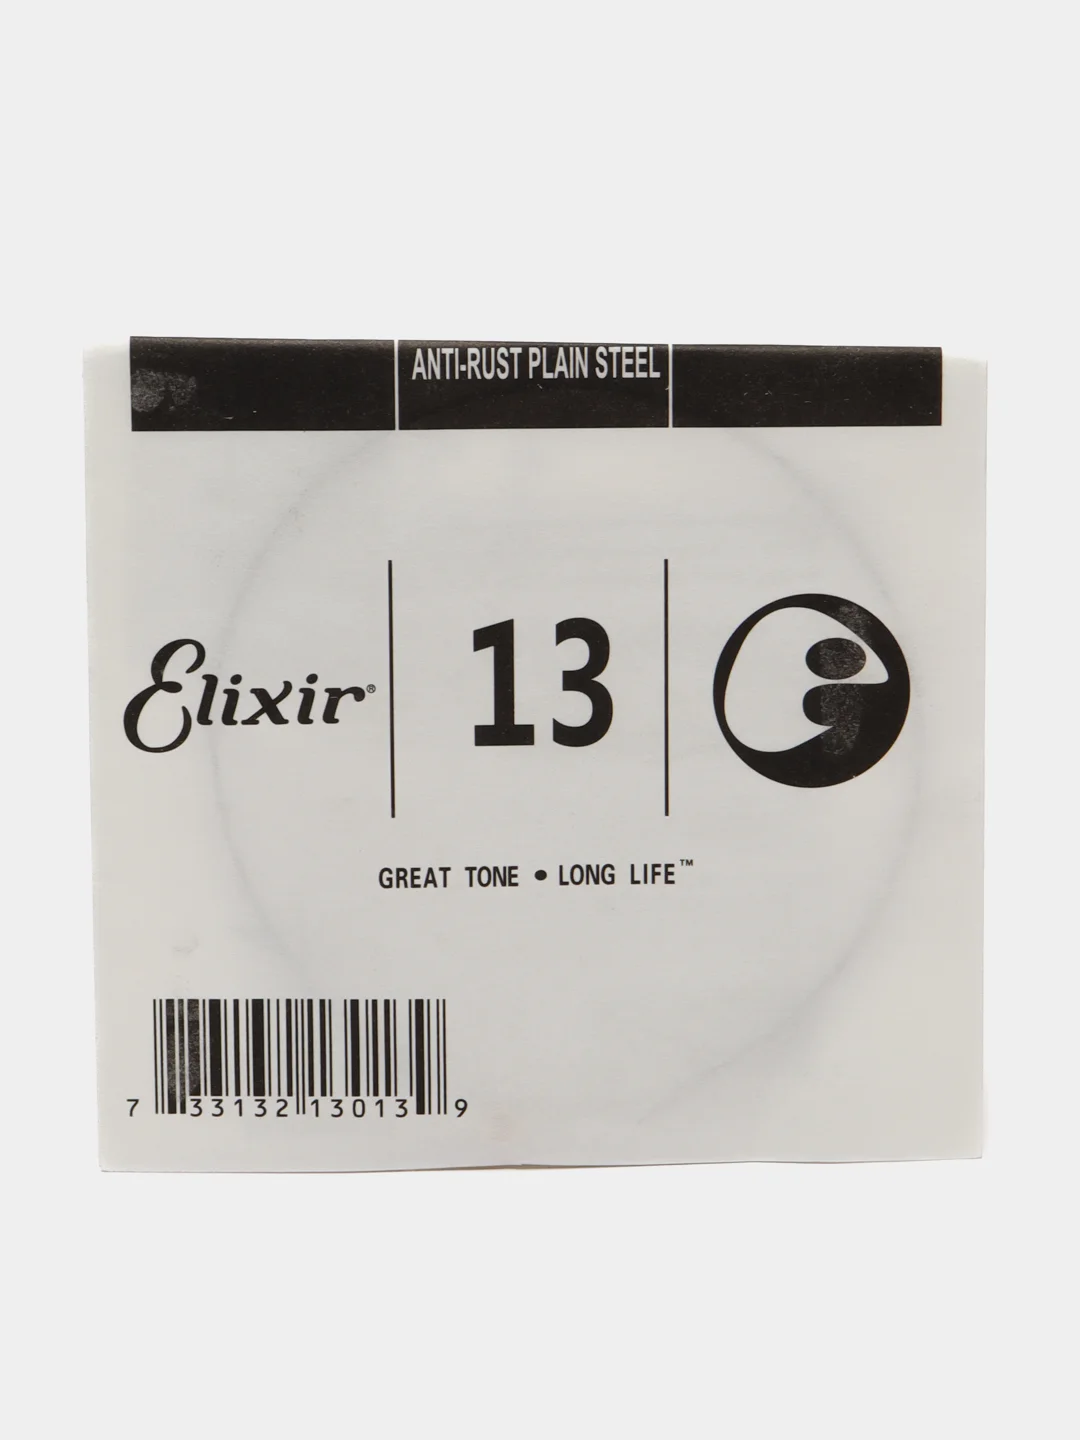 ANTI-RUST PLAIN STEEL
Elixir®
13
GREAT TONE • LONG LIFE™
7 33132 13013 9